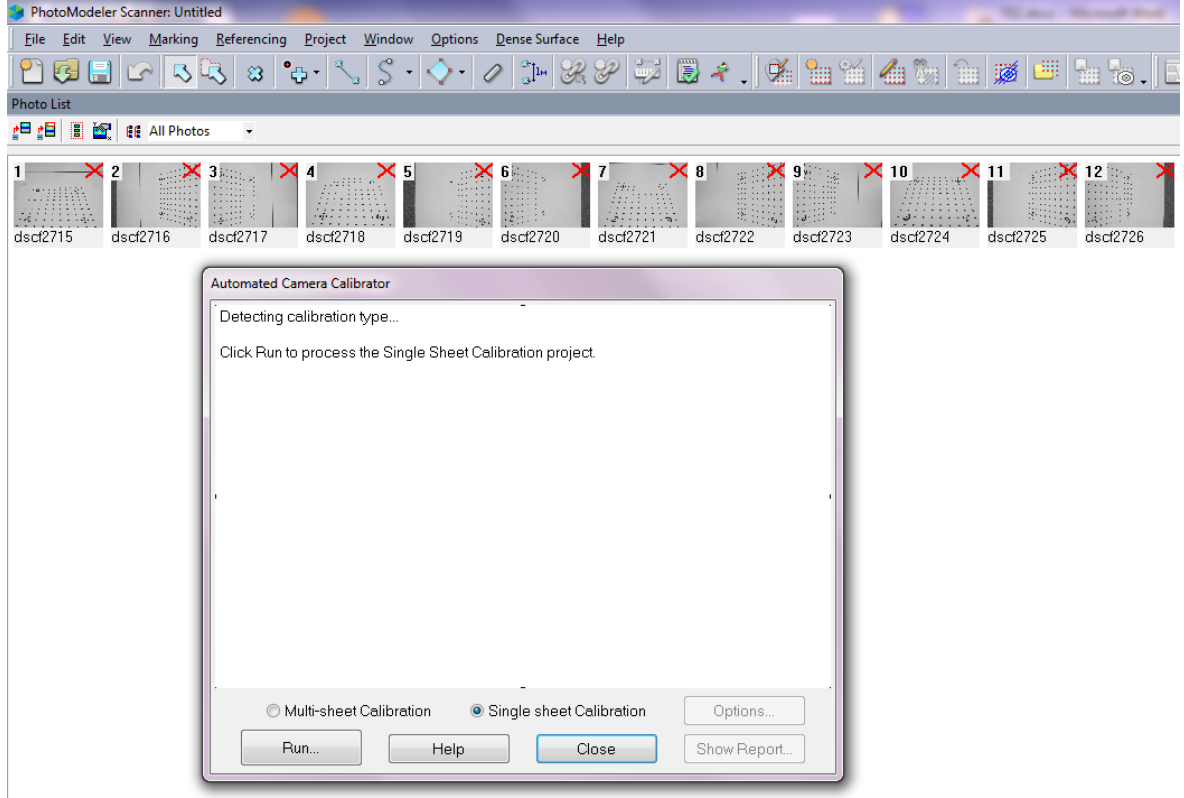 PhotoModeler Scanner: Untitled
File Edit View Marking Referencing Project Window Options Dense Surface Help
1M
Photo List
All Photos
1 2 3 4 5 6 7 8 9 10 11 12
dscf2715 dscf2716 dscf2717 dscf2718 dscf2719 dscf2720 dscf2721 dscf2722 dscf2723 dscf2724 dscf2725 dscf2726
Automated Camera Calibrator
Detecting calibration type...
Click Run to process the Single Sheet Calibration project.
Multi-sheet Calibration Single sheet Calibration Options...
Run... Help Close Show Report...